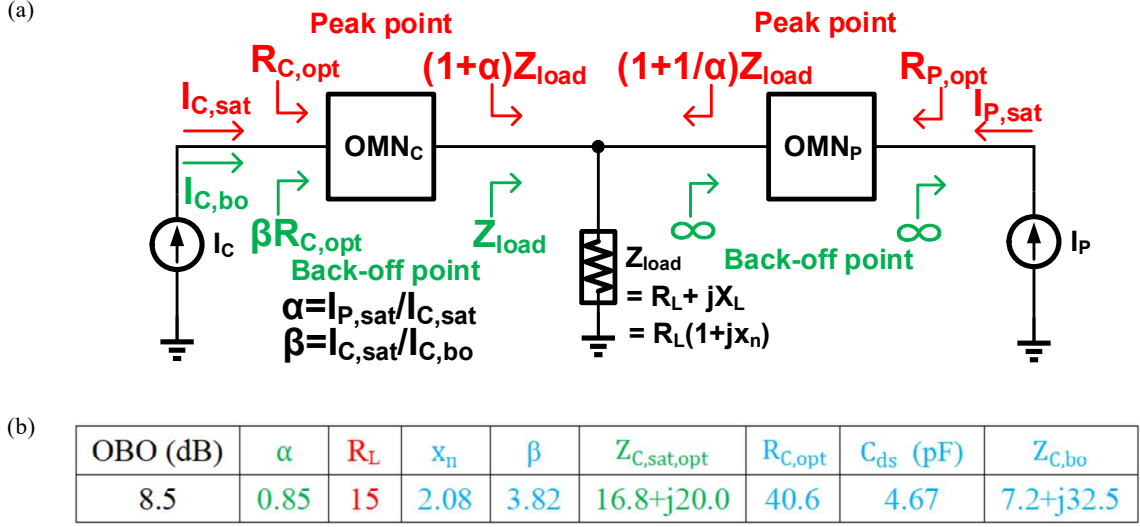 (a)
Peak point
Peak point
R_C,opt
(1+α)Z_load
(1+1/α)Z_load
R_P,opt
I_C,sat
I_P,sat
OMN_C
OMN_P
I_C,bo
I_C
βR_C,opt
Z_load
∞
∞
I_P
Back-off point
Z_load
Back-off point
= R_L+ jX_L
= R_L(1+jx_n)
α=I_P,sat/I_C,sat
β=I_C,sat/I_C,bo
(b)
OBO (dB) α R_L x_n β Z_C,sat,opt R_C,opt C_ds (pF) Z_C,bo
8.5 0.85 15 2.08 3.82 16.8+j20.0 40.6 4.67 7.2+j32.5